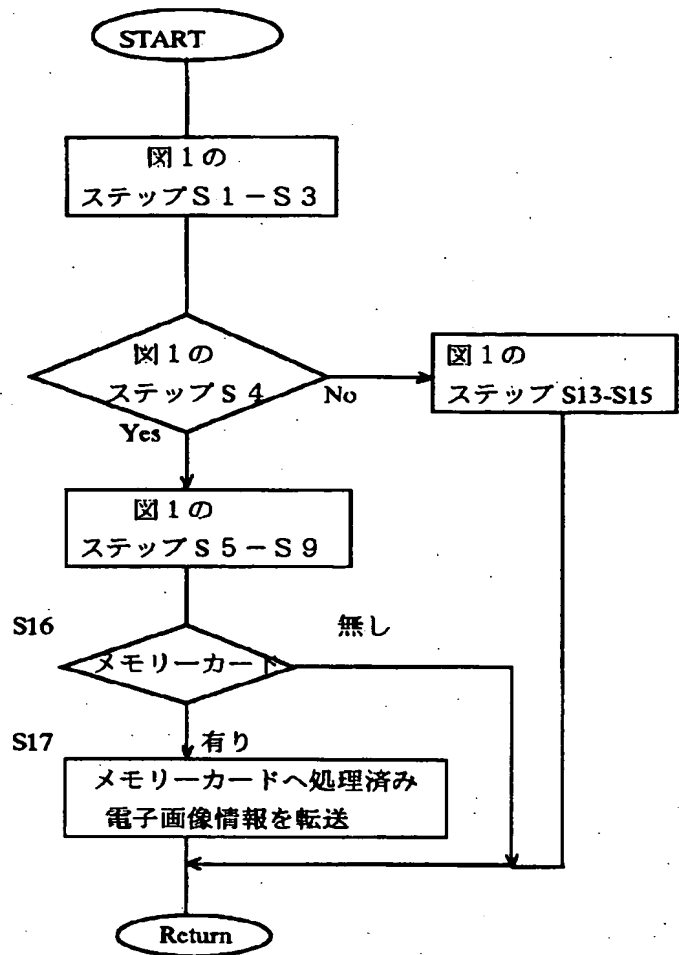 START
図1の
ステップS1−S3
図1の
ステップS4
No
図1の
ステップS13-S15
Yes
図1の
ステップS5−S9
S16
無し
メモリーカード
S17
有り
メモリーカードへ処理済み
電子画像情報を転送
Return